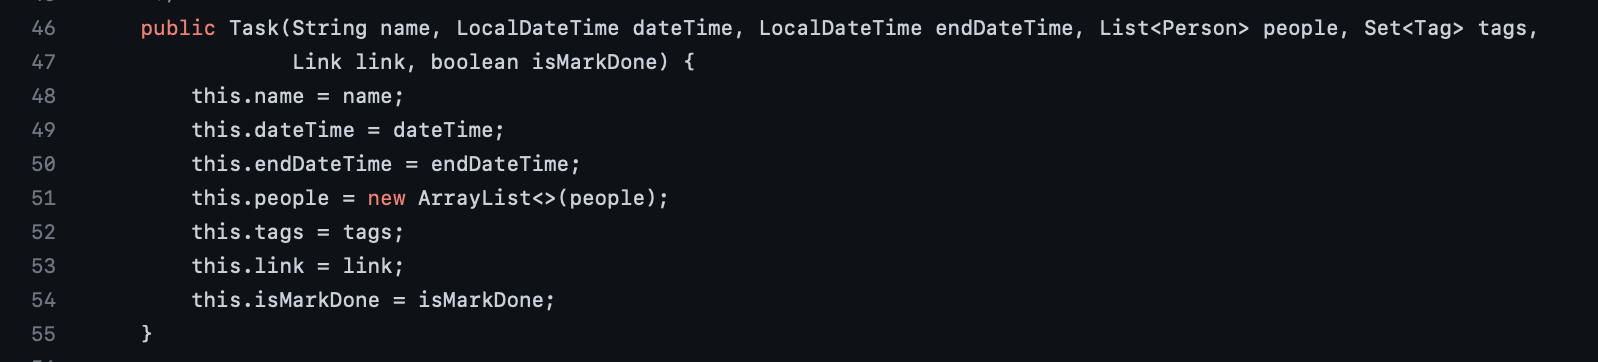 46 public Task(String name, LocalDateTime dateTime, LocalDateTime endDateTime, List<Person> people, Set<Tag> tags,
47 Link link, boolean isMarkDone) {
48 this.name = name;
49 this.dateTime = dateTime;
50 this.endDateTime = endDateTime;
51 this.people = new ArrayList<>(people);
52 this.tags = tags;
53 this.link = link;
54 this.isMarkDone = isMarkDone;
55 }